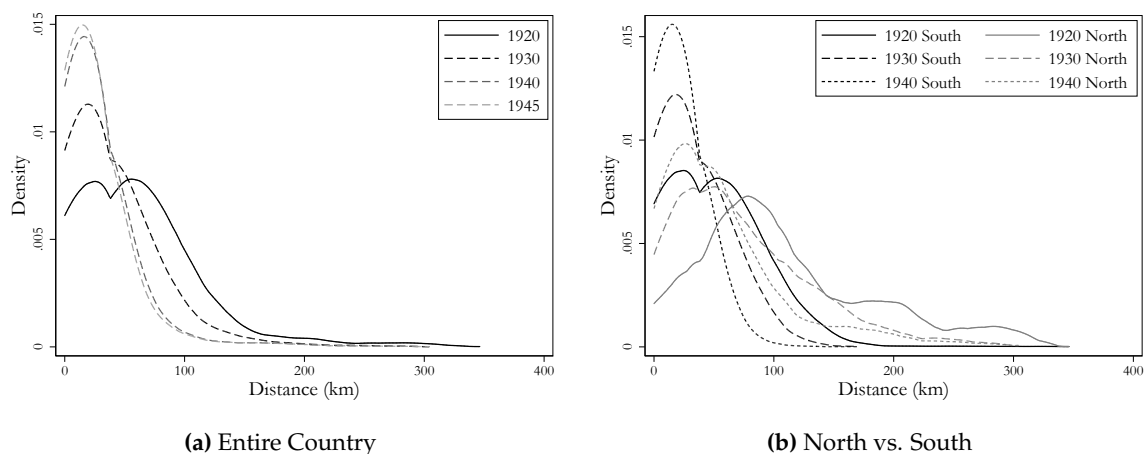 .015
.01
.005
0
Density
0
100
200
300
400
Distance (km)
1920
1930
1940
1945
(a) Entire Country
.015
.01
.005
0
Density
0
100
200
300
400
Distance (km)
1920 South
1920 North
1930 South
1930 North
1940 South
1940 North
(b) North vs. South